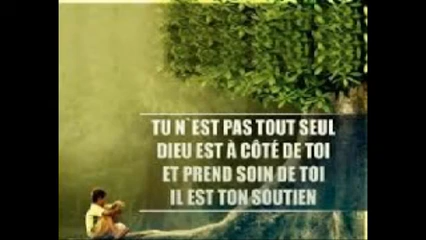 TU N`EST PAS TOUT SEUL
DIEU EST À CÔTÉ DE TOI
ET PREND SOIN DE TOI
IL EST TON SOUTIEN